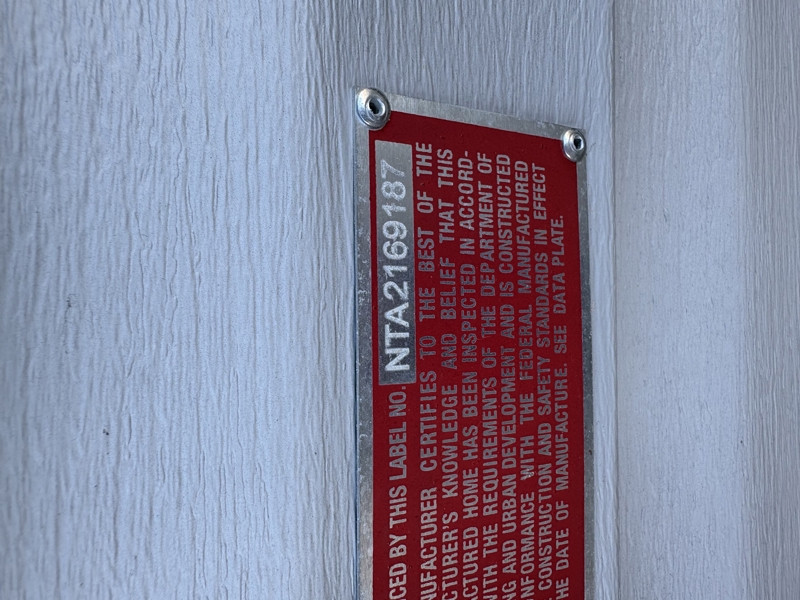 ACED BY THIS LABEL NO. NTA2169187
NUFACTURER CERTIFIES TO THE BEST OF THE
CTURER'S KNOWLEDGE AND BELIEF THAT THIS
CTURED HOME HAS BEEN INSPECTED IN ACCORD-
WITH THE REQUIREMENTS OF THE DEPARTMENT OF
NG AND URBAN DEVELOPMENT AND IS CONSTRUCTED
NFORMANCE WITH THE FEDERAL MANUFACTURED
CONSTRUCTION AND SAFETY STANDARDS IN EFFECT
HE DATE OF MANUFACTURE. SEE DATA PLATE.